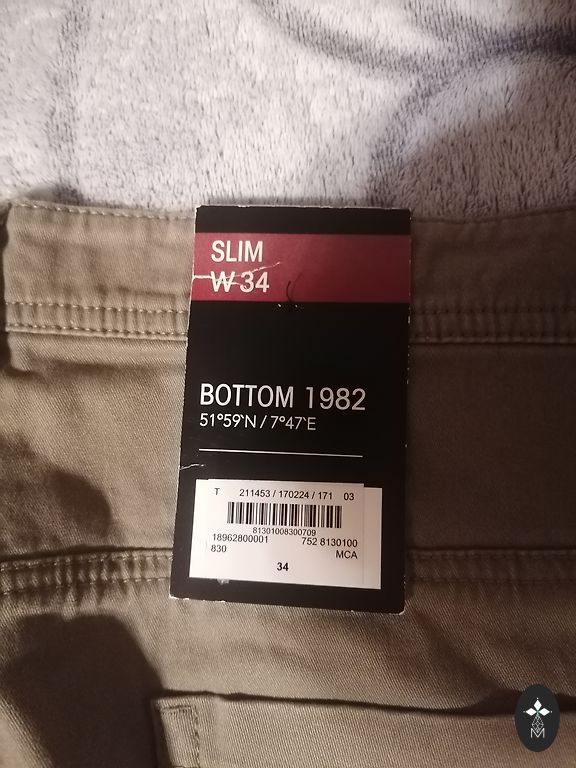 SLIM
W 34
BOTTOM 1982
51°59`N / 7°47`E
T 211453 / 170224 / 171 03
81301008300709
18962800001 752 8130100
830 MCA
34
M